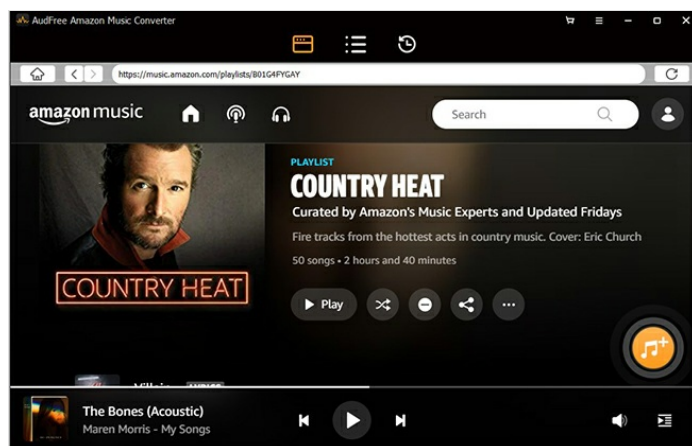 AudFree Amazon Music Converter
https://music.amazon.com/playlists/B01G4FYGAY
amazon music
Search
PLAYLIST
COUNTRY HEAT
Curated by Amazon's Music Experts and Updated Fridays
Fire tracks from the hottest acts in country music. Cover: Eric Church
50 songs • 2 hours and 40 minutes
COUNTRY HEAT
Play
The Bones (Acoustic)
Maren Morris - My Songs